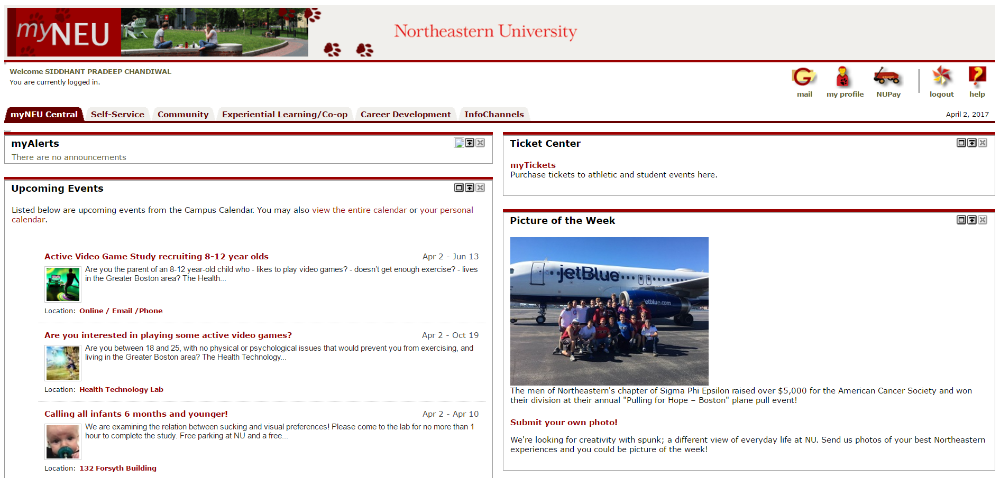 myNEU
Northeastern University
Welcome SIDDHANT PRADEEP CHANDIWAL
You are currently logged in.
mail
my profile
NUPay
logout
help
myNEU Central
Self-Service
Community
Experiential Learning/Co-op
Career Development
InfoChannels
April 2, 2017
myAlerts
There are no announcements
Upcoming Events
Listed below are upcoming events from the Campus Calendar. You may also view the entire calendar or your personal
calendar.
Active Video Game Study recruiting 8-12 year olds
Apr 2 - Jun 13
Are you the parent of an 8-12 year-old child who - likes to play video games? - doesn't get enough exercise? - lives
in the Greater Boston area? The Health...
Location: Online / Email /Phone
Are you interested in playing some active video games?
Apr 2 - Oct 19
Are you between 18 and 25, with no physical or psychological issues that would prevent you from exercising, and
living in the Greater Boston area? The Health Technology...
Location: Health Technology Lab
Calling all infants 6 months and younger!
Apr 2 - Apr 10
We are examining the relation between sucking and visual preferences! Please come to the lab for no more than 1
hour to complete the study. Free parking at NU and a free...
Location: 132 Forsyth Building
Ticket Center
myTickets
Purchase tickets to athletic and student events here.
Picture of the Week
jetBlue
jetblue.com
The men of Northeastern's chapter of Sigma Phi Epsilon raised over $5,000 for the American Cancer Society and won
their division at their annual "Pulling for Hope – Boston" plane pull event!
Submit your own photo!
We're looking for creativity with spunk; a different view of everyday life at NU. Send us photos of your best Northeastern
experiences and you could be picture of the week!